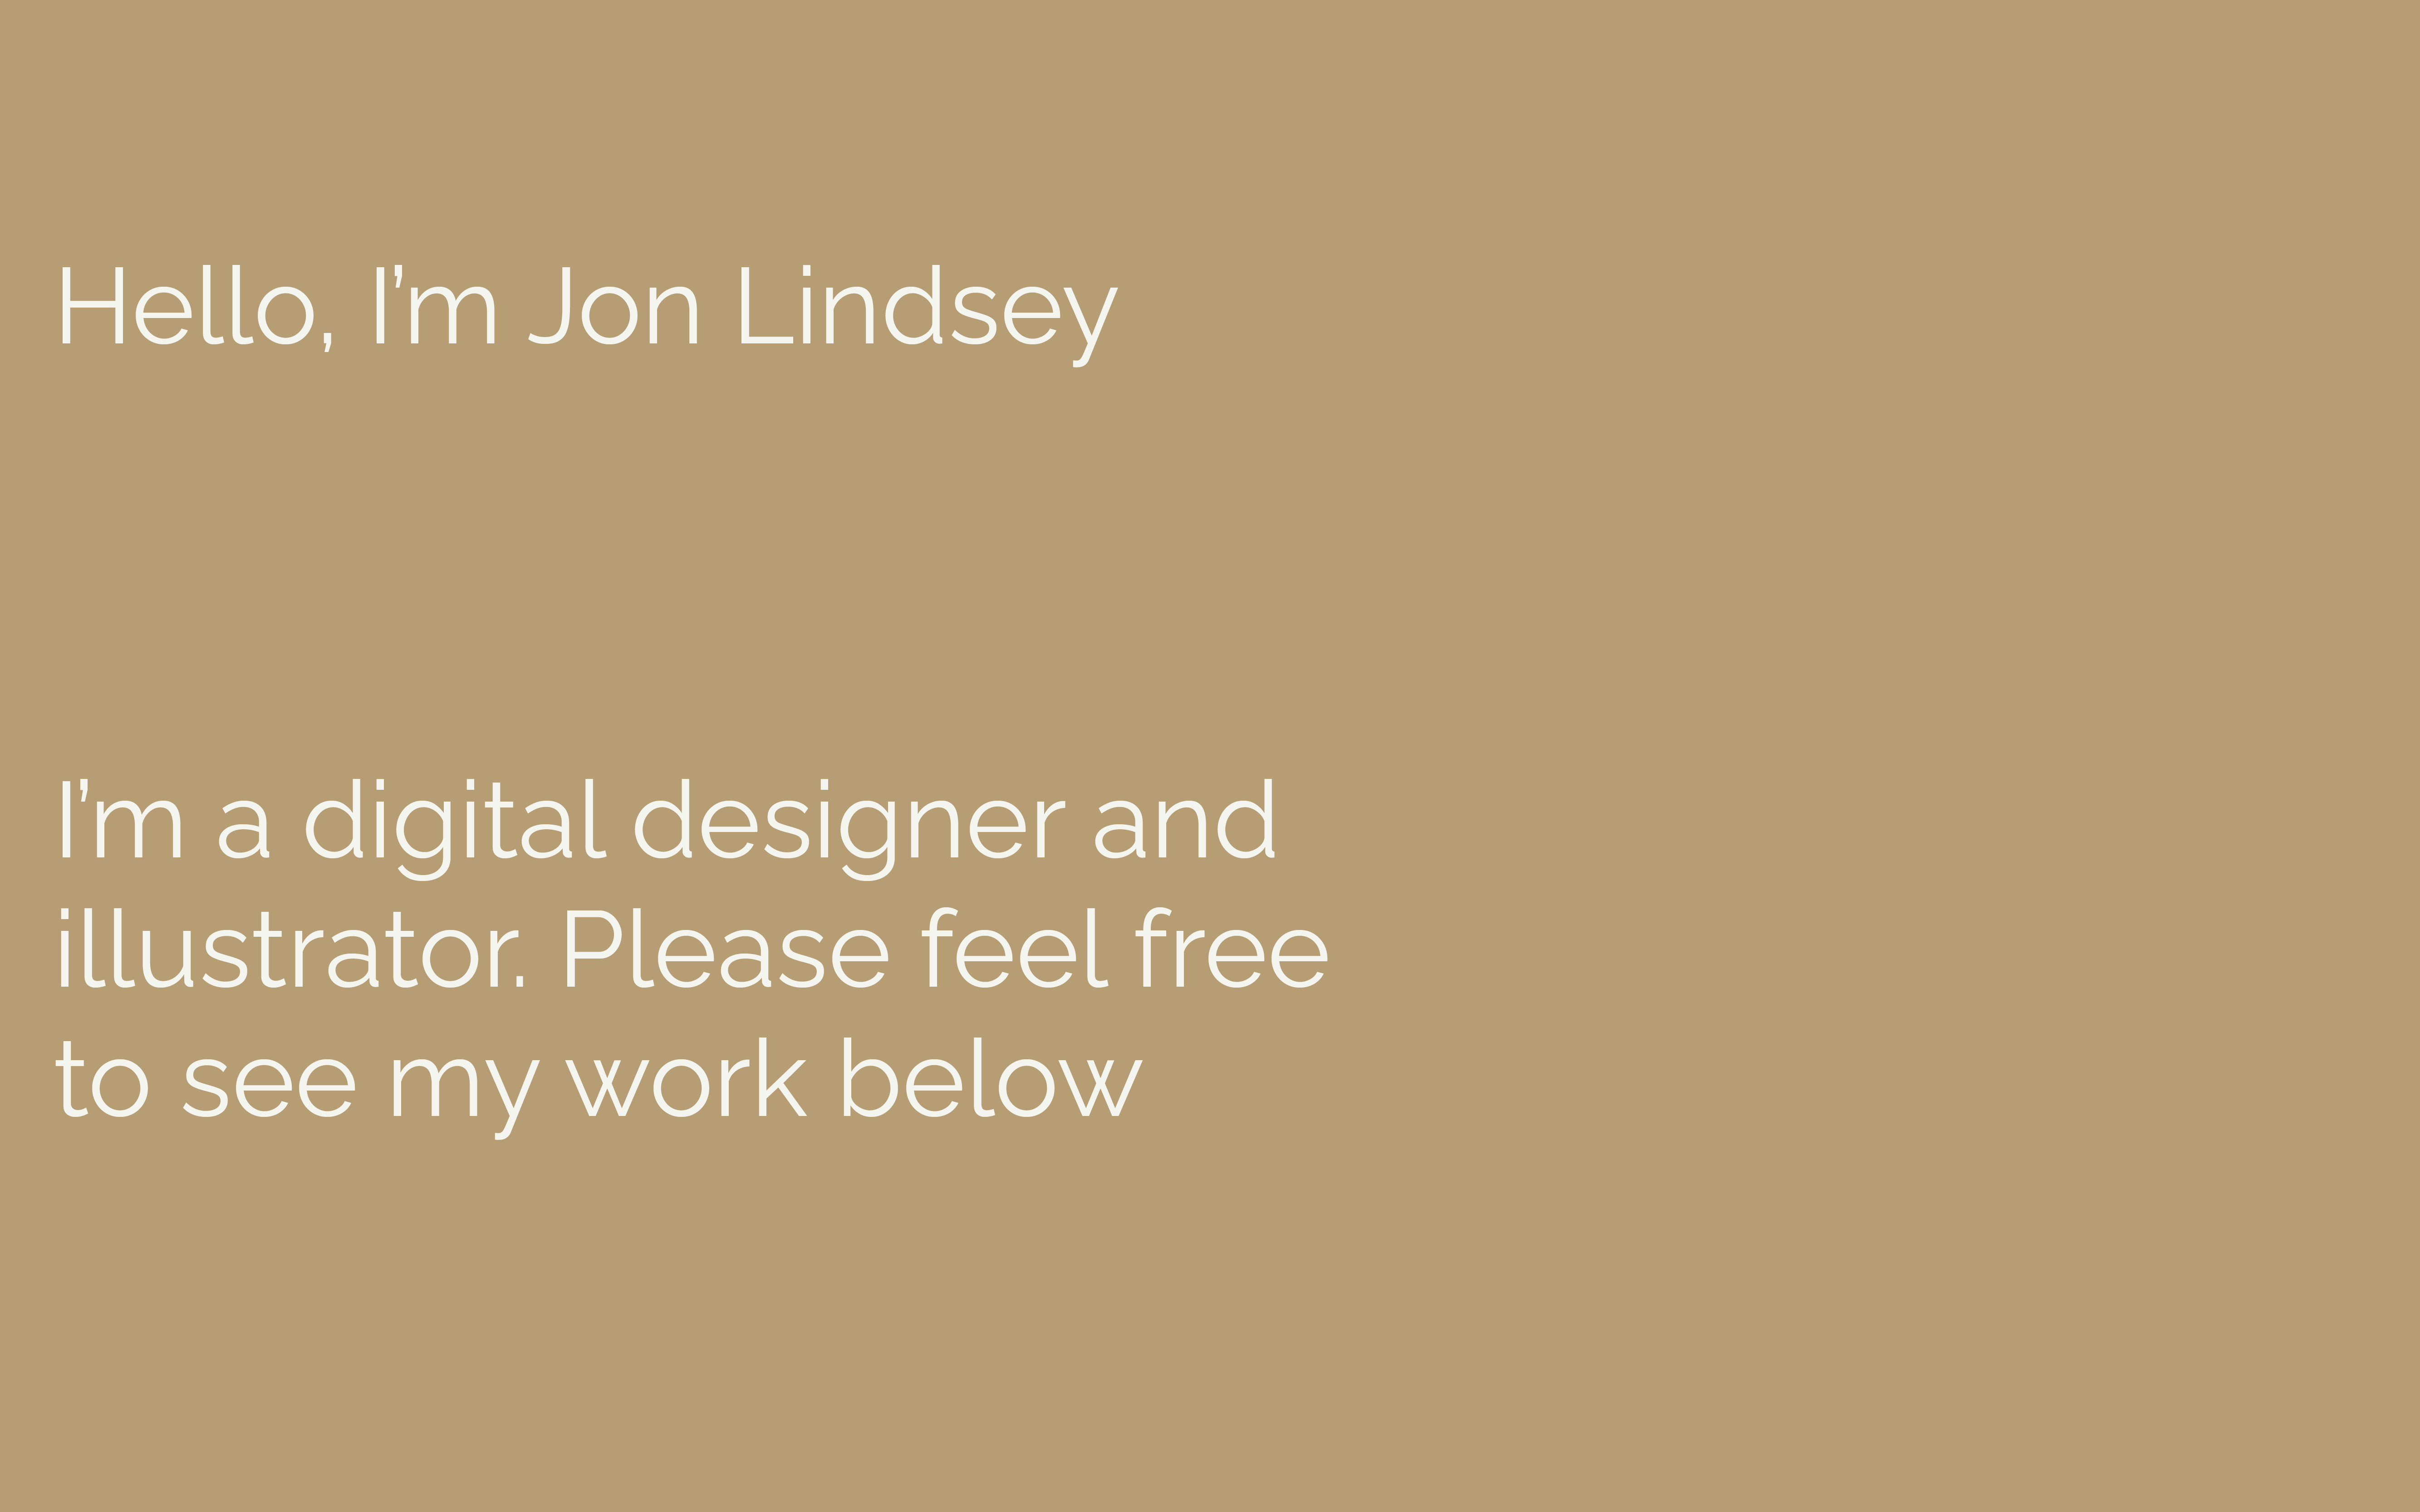 Hello, I’m Jon Lindsey
I’m a digital designer and
illustrator. Please feel free
to see my work below